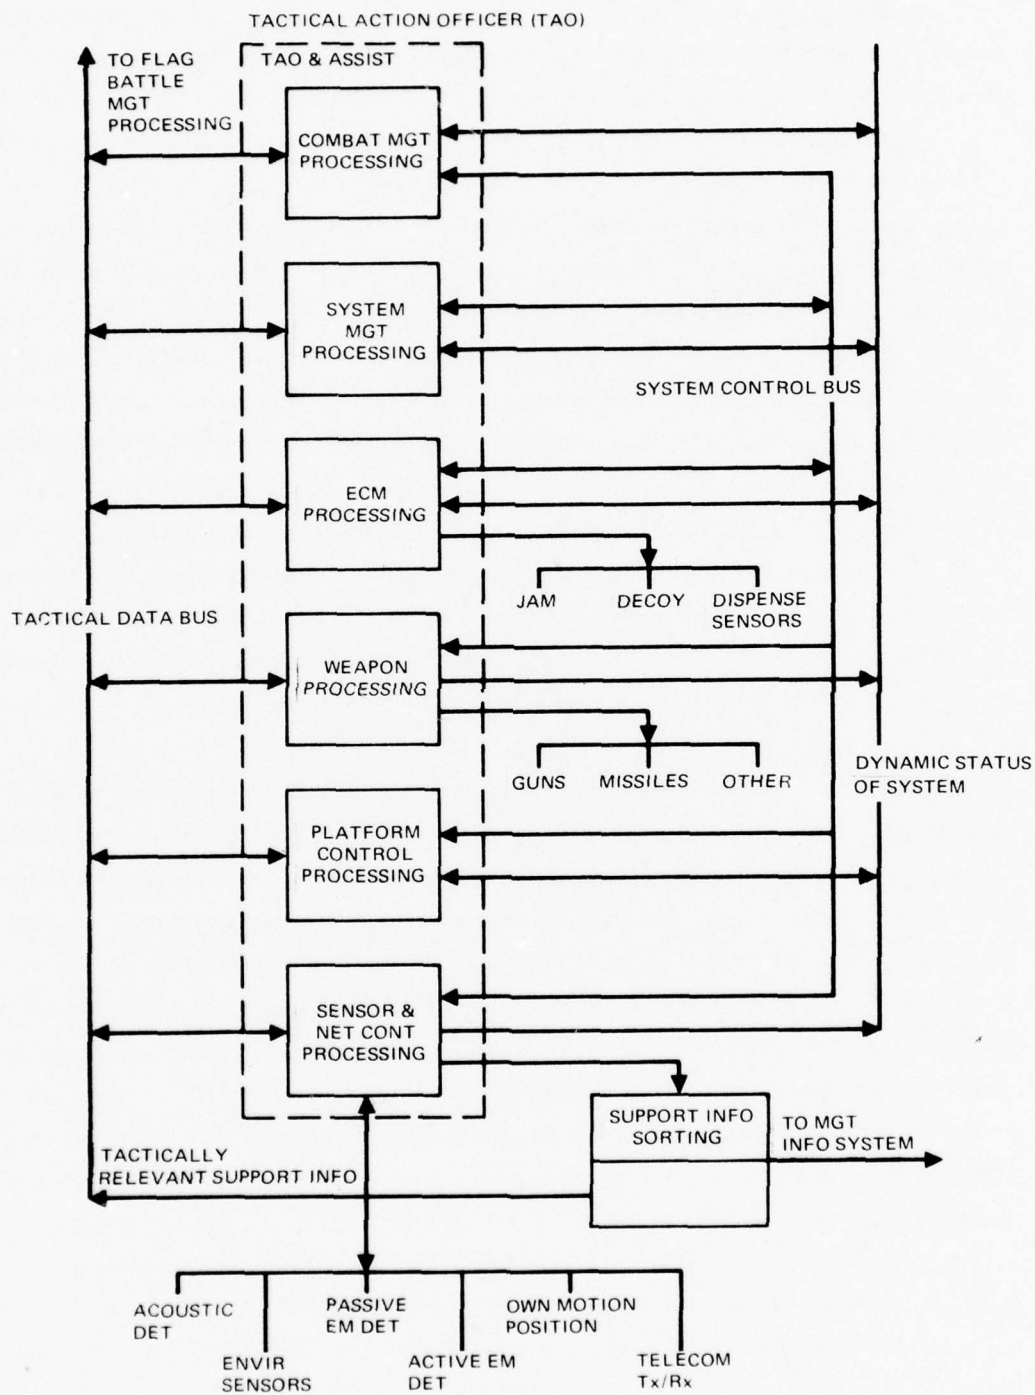 TACTICAL ACTION OFFICER (TAO)
TO FLAG
BATTLE
MGT
PROCESSING
TAO & ASSIST
COMBAT MGT
PROCESSING
SYSTEM
MGT
PROCESSING
SYSTEM CONTROL BUS
ECM
PROCESSING
JAM
DECOY
DISPENSE
SENSORS
TACTICAL DATA BUS
WEAPON
PROCESSING
GUNS
MISSILES
OTHER
DYNAMIC STATUS
OF SYSTEM
PLATFORM
CONTROL
PROCESSING
SENSOR &
NET CONT
PROCESSING
SUPPORT INFO
SORTING
TO MGT
INFO SYSTEM
TACTICALLY
RELEVANT SUPPORT INFO
ACOUSTIC
DET
ENVIR
SENSORS
PASSIVE
EM DET
ACTIVE EM
DET
OWN MOTION
POSITION
TELECOM
Tx/Rx